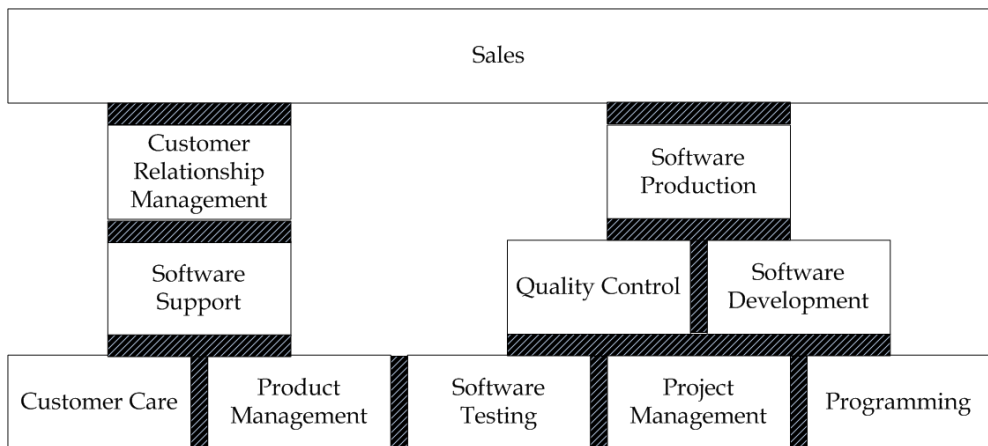 Sales
Customer
Relationship
Management
Software
Production
Software
Support
Quality Control
Software
Development
Customer Care
Product
Management
Software
Testing
Project
Management
Programming